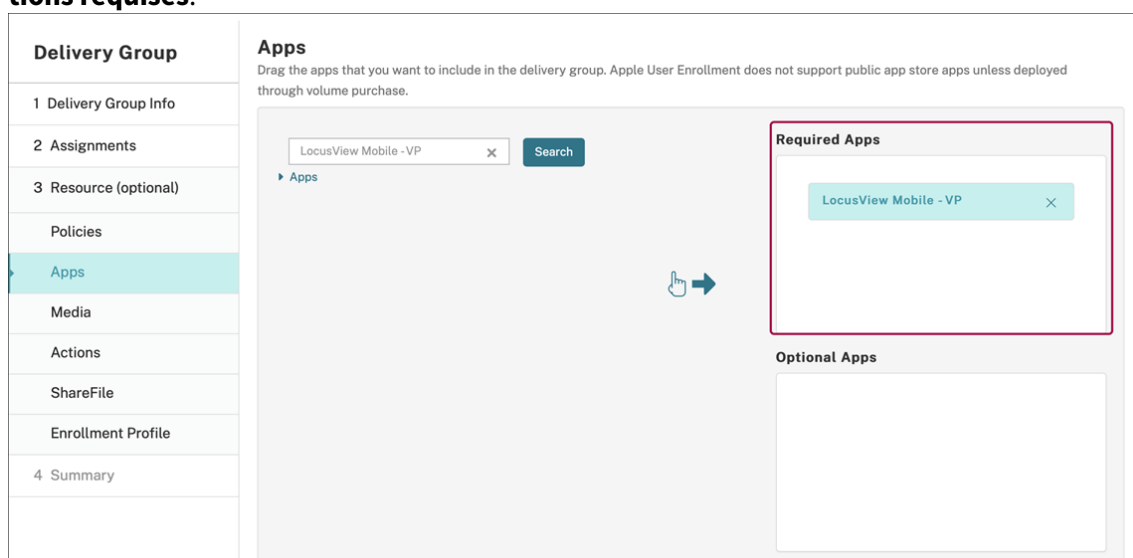 tions requises.
Delivery Group
1 Delivery Group Info
2 Assignments
3 Resource (optional)
Policies
Apps
Media
Actions
ShareFile
Enrollment Profile
4 Summary
Apps
Drag the apps that you want to include in the delivery group. Apple User Enrollment does not support public app store apps unless deployed
through volume purchase.
LocusView Mobile - VP
Search
Apps
Required Apps
LocusView Mobile - VP
Optional Apps